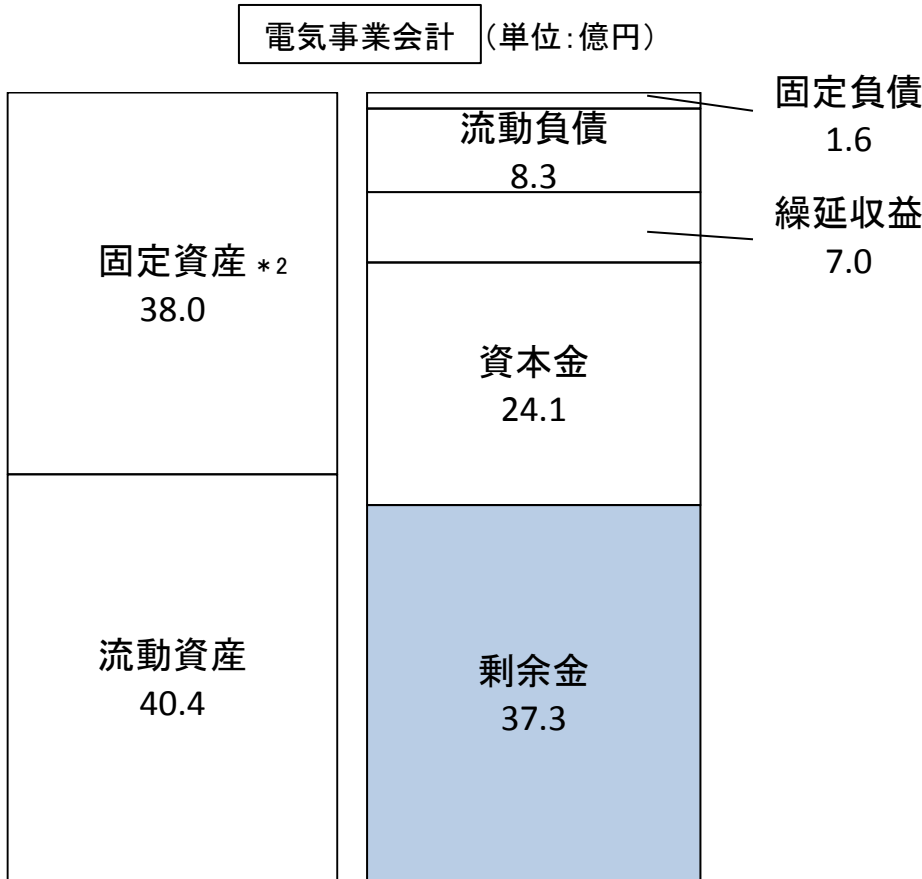 電気事業会計 (単位:億円)
固定資産 *2
38.0
流動資産
40.4
固定負債
1.6
流動負債
8.3
繰延収益
7.0
資本金
24.1
剰余金
37.3